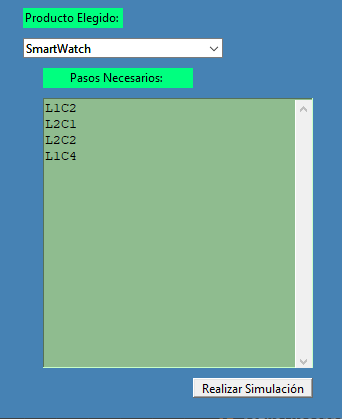 Producto Elegido:
SmartWatch
Pasos Necesarios:
L1C2
L2C1
L2C2
L1C4
Realizar Simulación